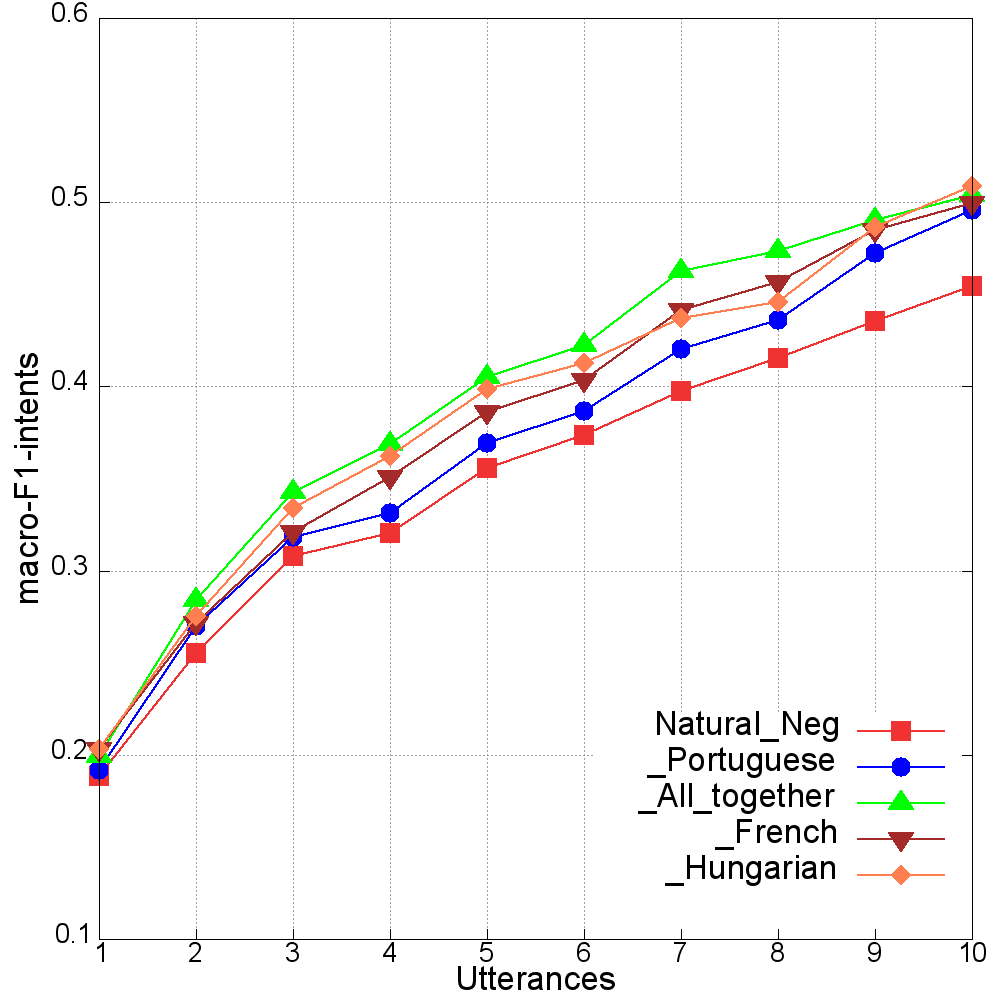 0.6
0.5
0.4
0.3
0.2
0.1
macro-F1-intents
Natural_Neg
_Portuguese
_All_together
_French
_Hungarian
1 2 3 4 5 6 7 8 9 10
Utterances